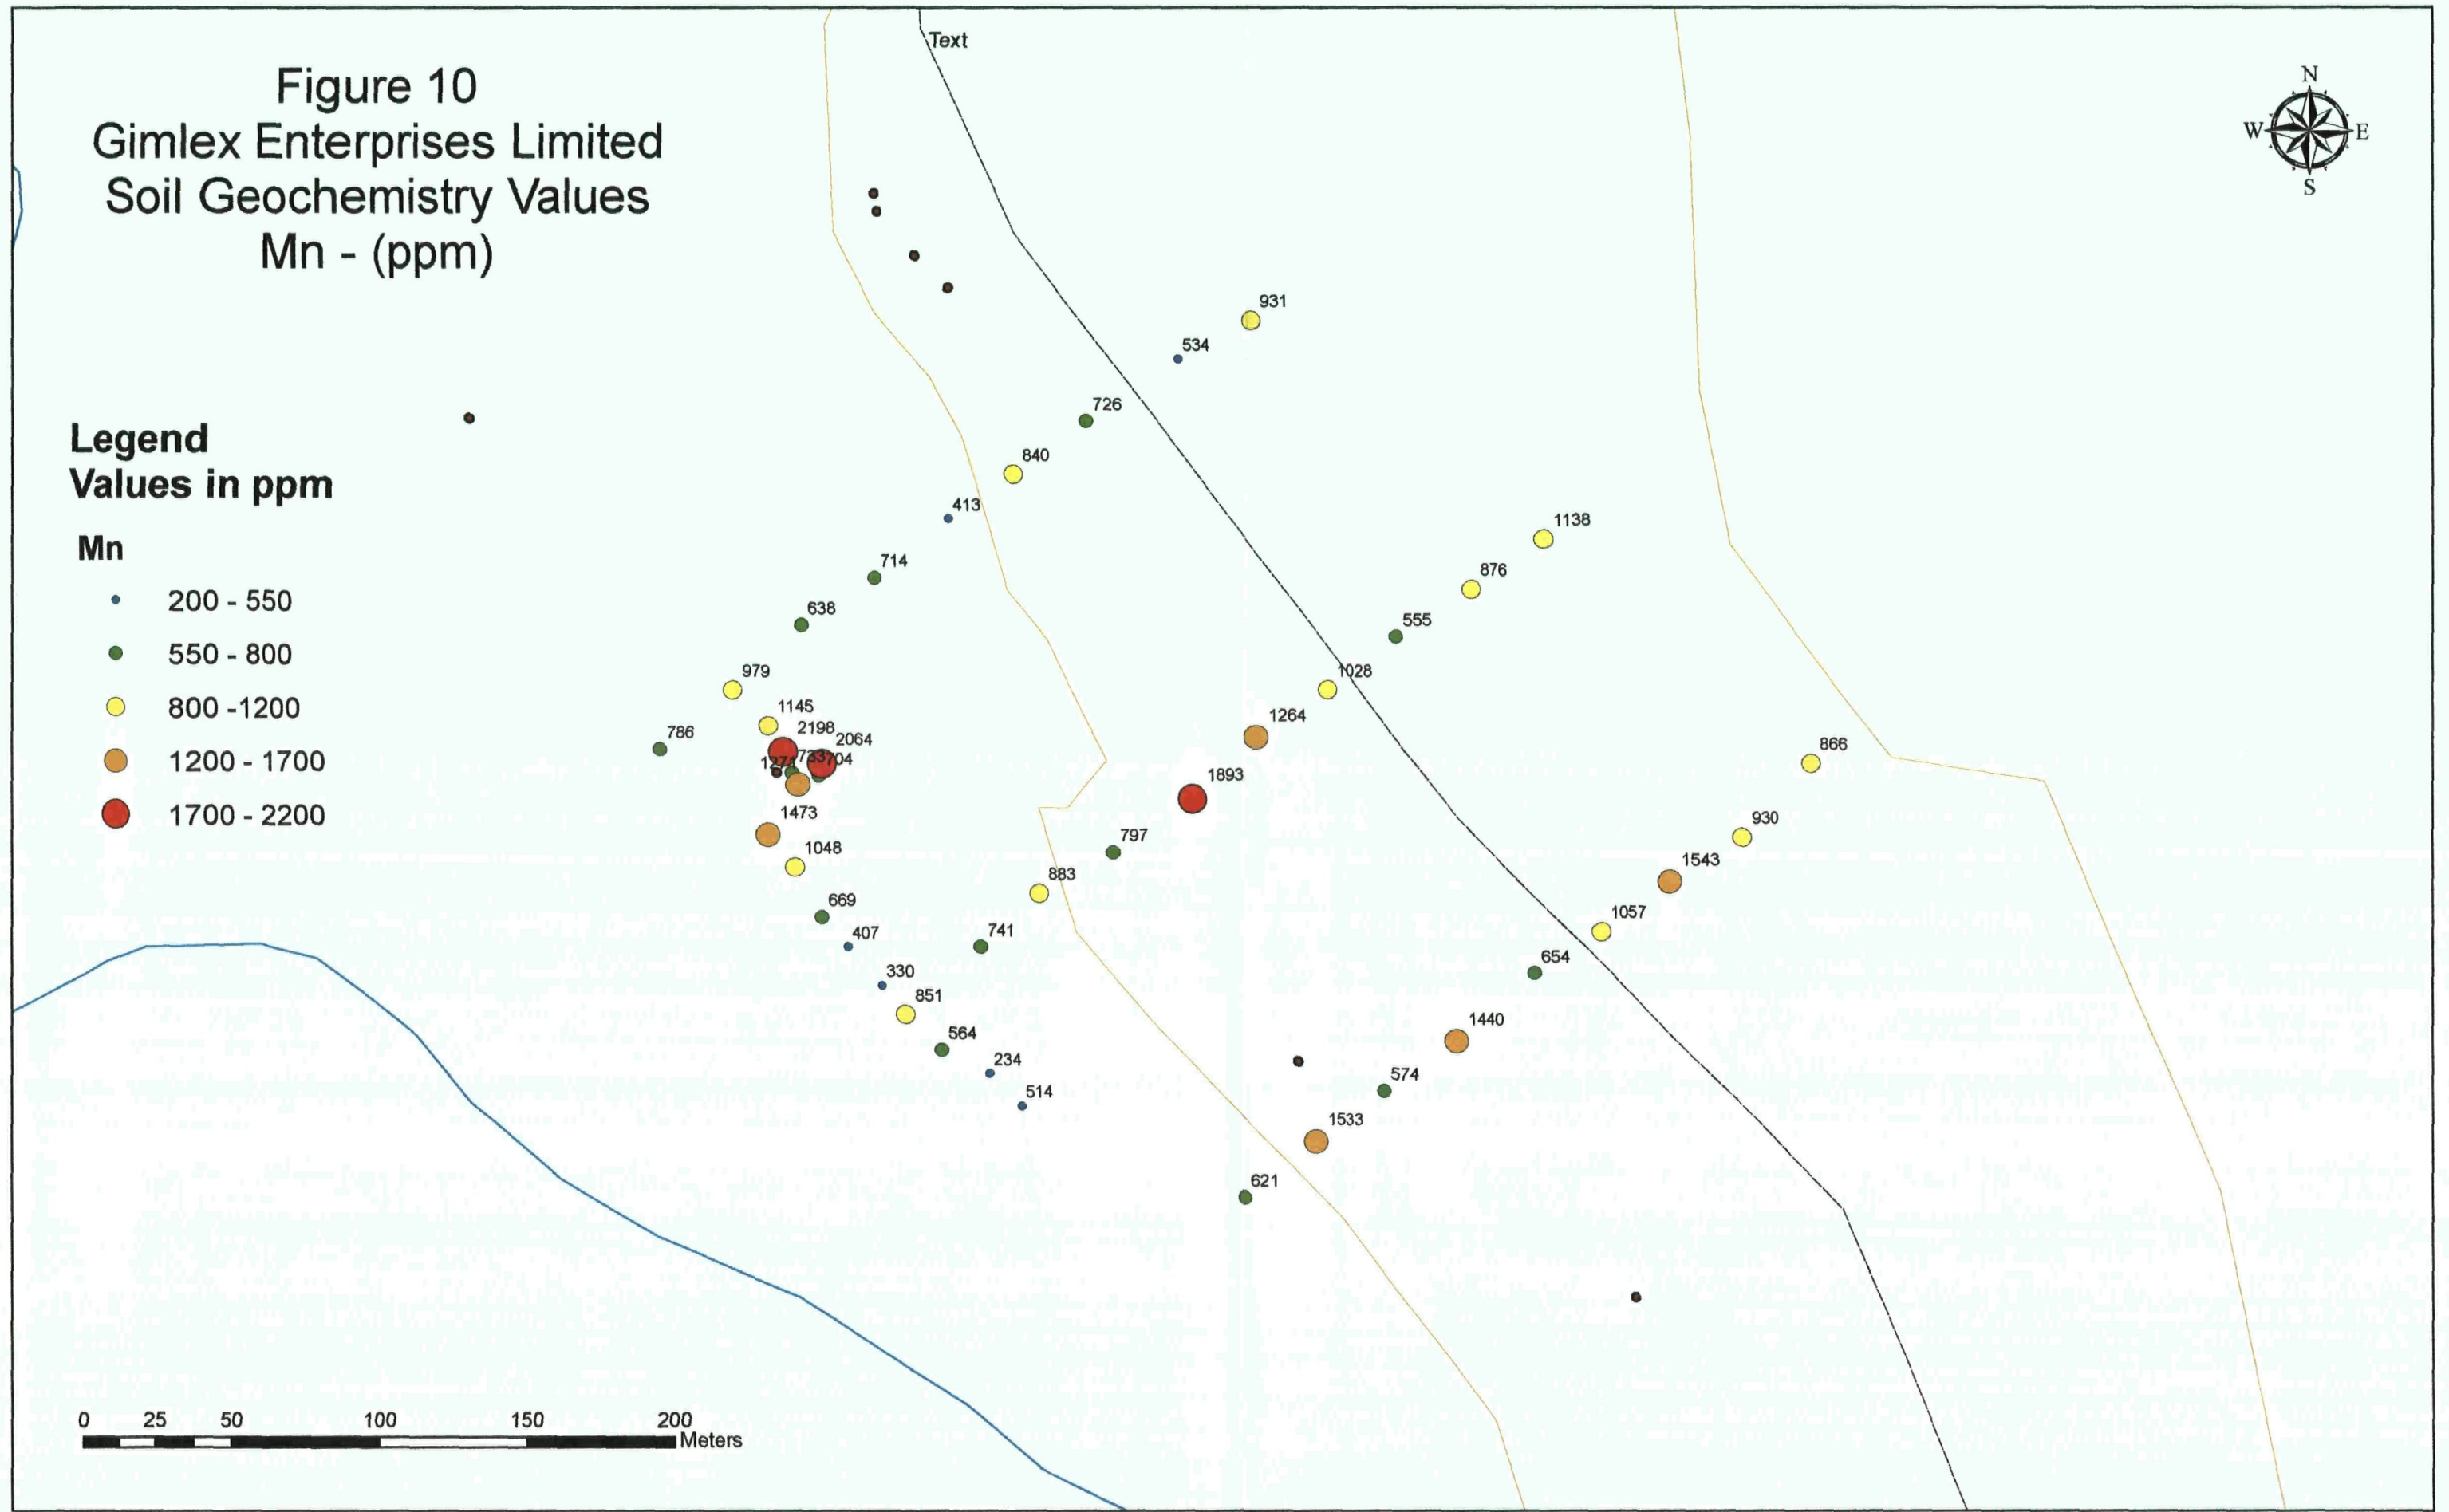 Figure 10
Gimlex Enterprises Limited
Soil Geochemistry Values
Mn - (ppm)
Text
N
W E
S
Legend
Values in ppm
Mn
200 - 550
550 - 800
800 -1200
1200 - 1700
1700 - 2200
931
534
726
840
413
714
638
979
1138
876
555
1028
1264
1893
797
883
741
1145
2198
2064
786
1271
733
704
1473
1048
669
407
330
851
564
234
514
866
930
1543
1057
654
1440
574
1533
621
0 25 50 100 150 200
Meters